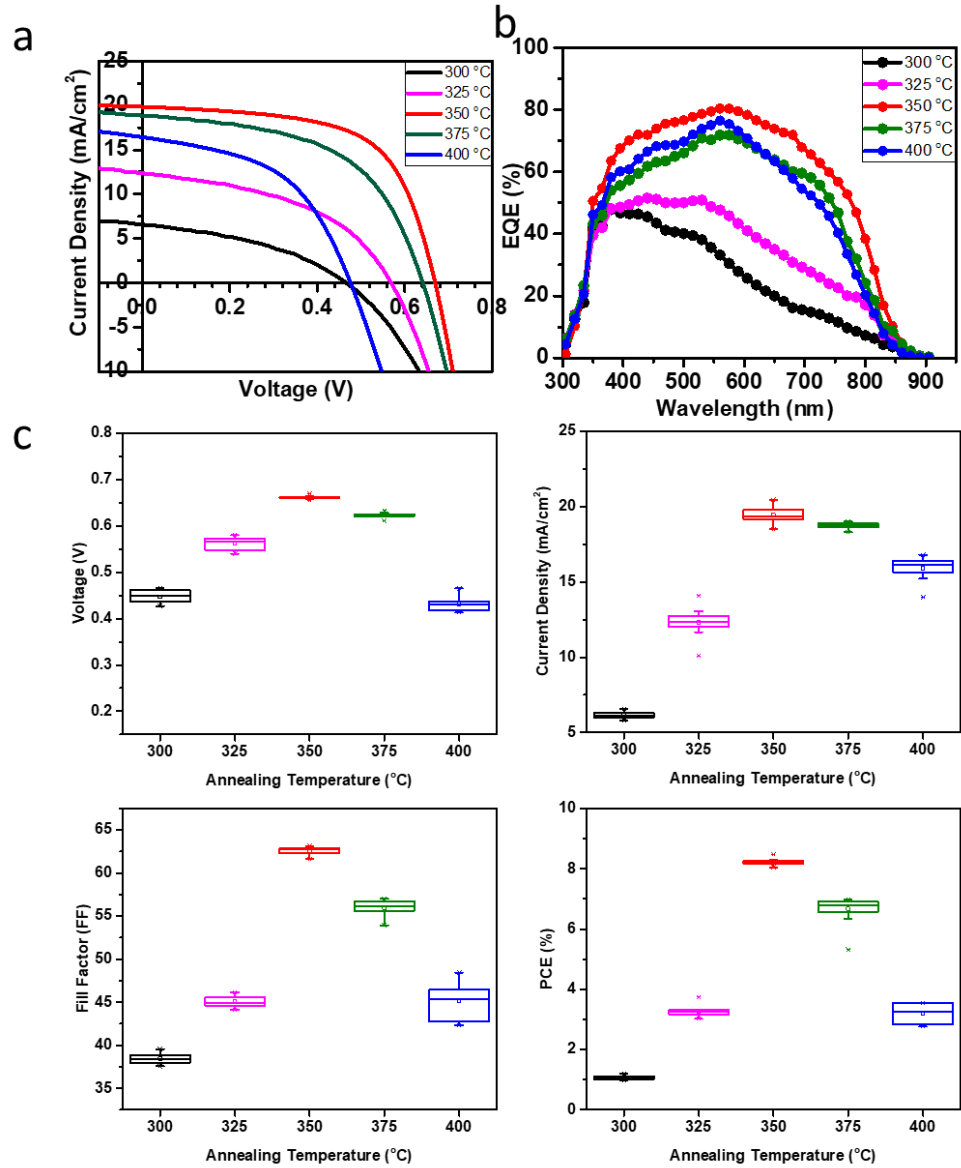 a
Current Density (mA/cm²)
25
20
15
10
5
0
-5
-10
0.0
0.2
0.4
0.6
0.8
Voltage (V)
300 °C
325 °C
350 °C
375 °C
400 °C
b
EQE (%)
100
80
60
40
20
0
300
400
500
600
700
800
900
Wavelength (nm)
300 °C
325 °C
350 °C
375 °C
400 °C
c
Voltage (V)
0.8
0.7
0.6
0.5
0.4
0.3
0.2
300
325
350
375
400
Annealing Temperature (°C)
Current Density (mA/cm²)
25
20
15
10
5
300
325
350
375
400
Annealing Temperature (°C)
Fill Factor (FF)
65
60
55
50
45
40
35
300
325
350
375
400
Annealing Temperature (°C)
PCE (%)
10
8
6
4
2
0
300
325
350
375
400
Annealing Temperature (°C)